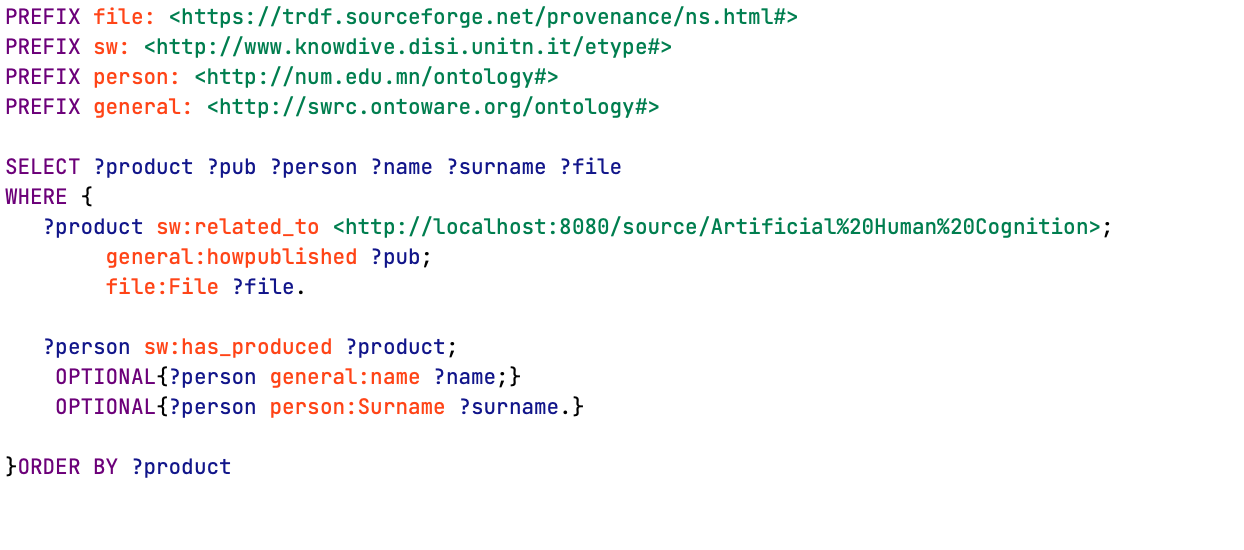 PREFIX file: <https://trdf.sourceforge.net/provenance/ns.html#>
PREFIX sw: <http://www.knowdive.disi.unitn.it/etype#>
PREFIX person: <http://num.edu.mn/ontology#>
PREFIX general: <http://swrc.ontoware.org/ontology#>
SELECT ?product ?pub ?person ?name ?surname ?file
WHERE {
?product sw:related_to <http://localhost:8080/source/Artificial%20Human%20Cognition>;
general:howpublished ?pub;
file:File ?file.
?person sw:has_produced ?product;
OPTIONAL{?person general:name ?name;}
OPTIONAL{?person person:Surname ?surname.}
}ORDER BY ?product